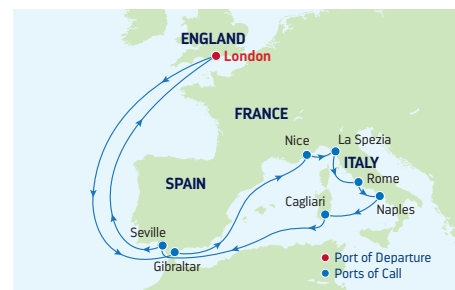 ENGLAND
London
FRANCE
Nice
La Spezia
ITALY
Rome
SPAIN
Cagliari
Naples
Seville
Gibraltar
Port of Departure
Ports of Call